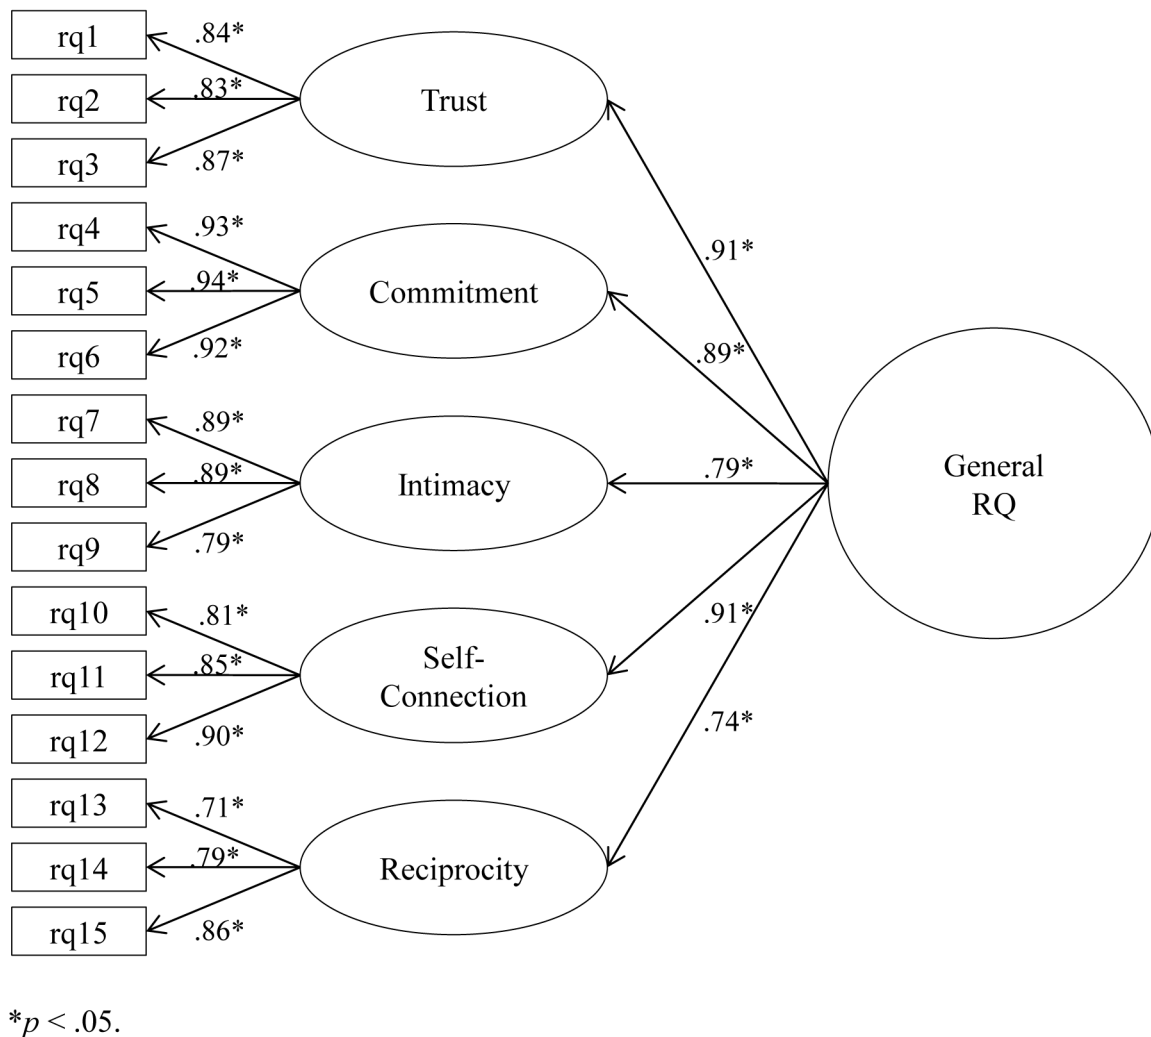 rq1
.84*
rq2
.83*
rq3
.87*
Trust
rq4
.93*
rq5
.94*
rq6
.92*
Commitment
rq7
.89*
rq8
.89*
rq9
.79*
Intimacy
rq10
.81*
rq11
.85*
rq12
.90*
Self-
Connection
rq13
.71*
rq14
.79*
rq15
.86*
Reciprocity
.91*
.89*
.79*
.91*
.74*
General
RQ
*p < .05.